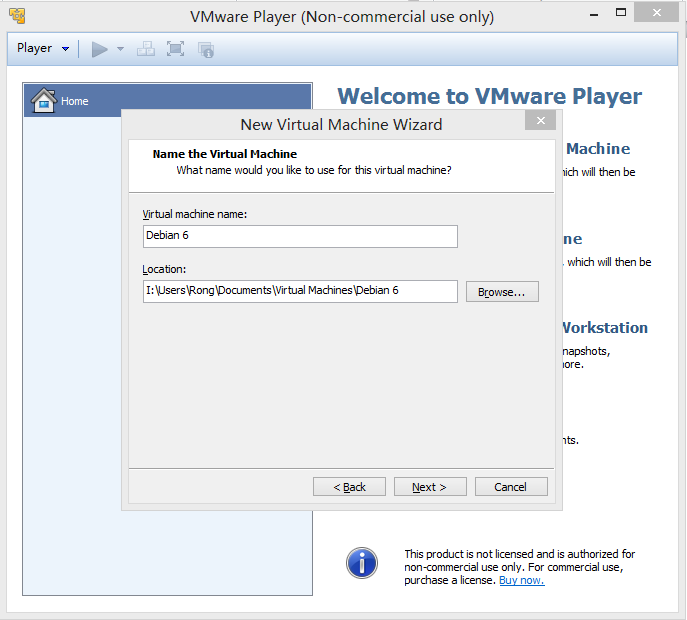 VMware Player (Non-commercial use only)
Player
Home
Welcome to VMware Player
New Virtual Machine Wizard
Name the Virtual Machine
What name would you like to use for this virtual machine?
Virtual machine name:
Debian 6
Location:
I:\Users\Rong\Documents\Virtual Machines\Debian 6
Browse...
< Back
Next >
Cancel
Machine
which will then be
, which will then be
Workstation
napshots,
This product is not licensed and is authorized for
non-commercial use only. For commercial use,
purchase a license. Buy now.